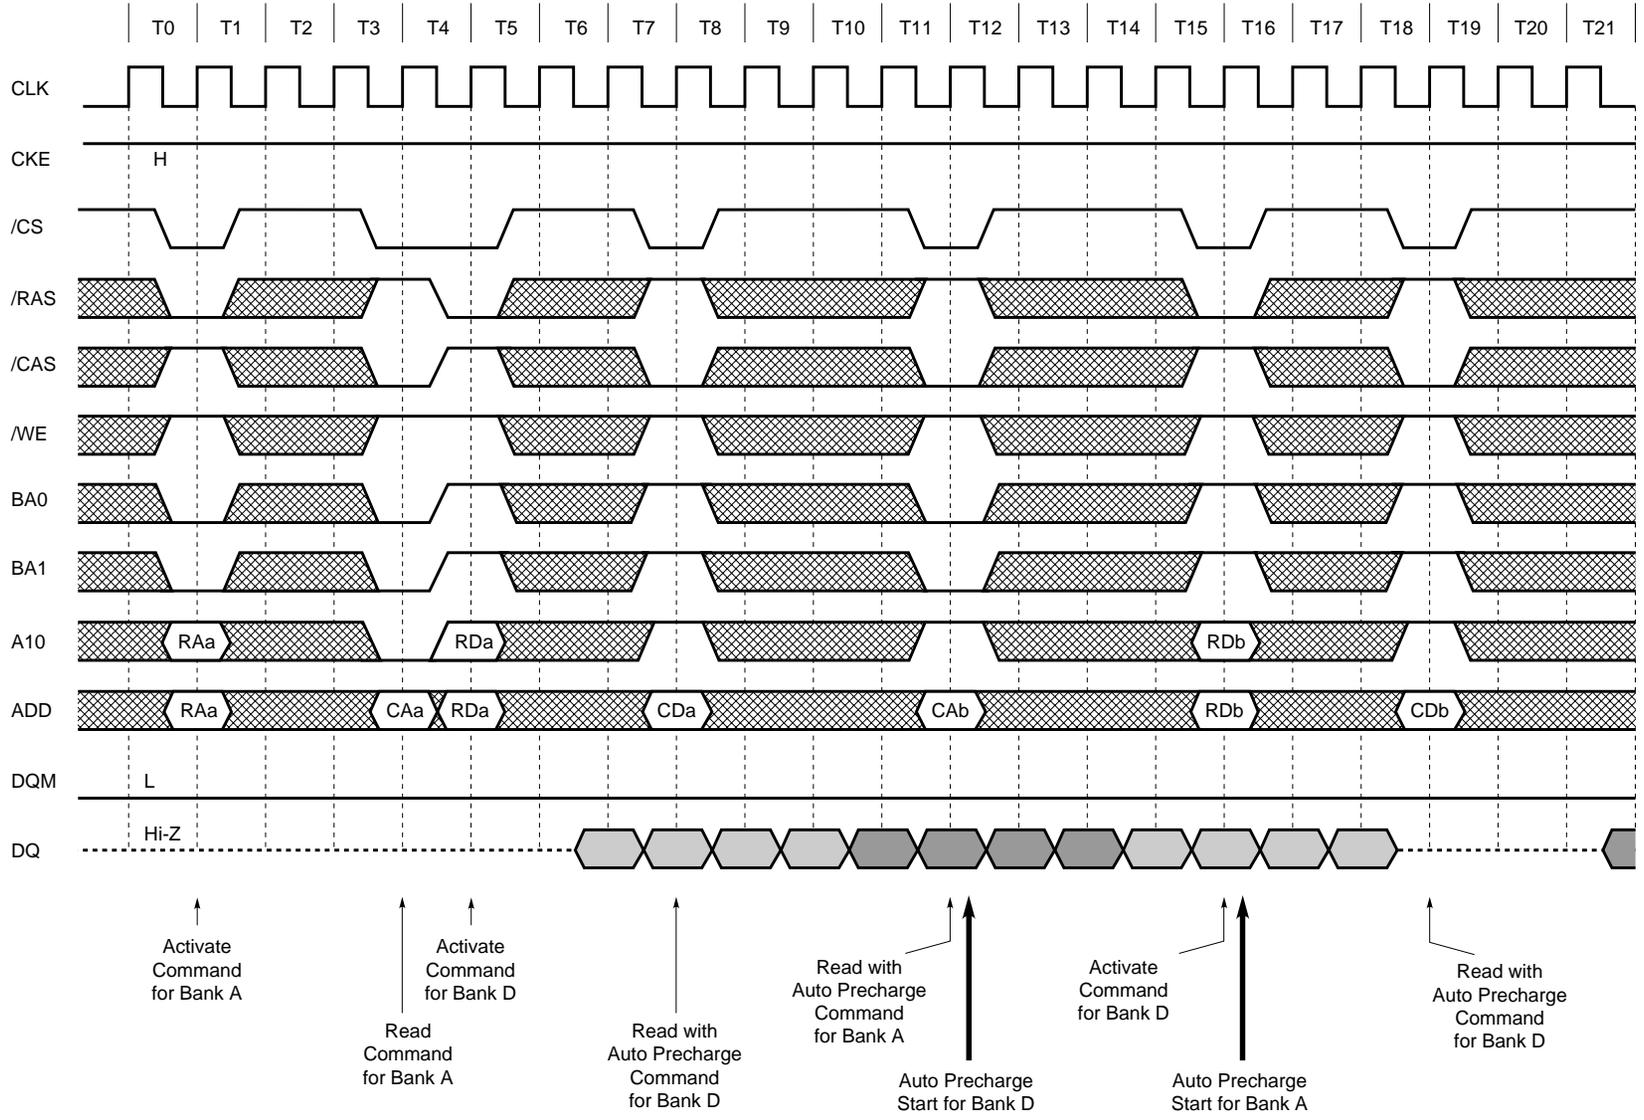 T0 T1 T2 T3 T4 T5 T6 T7 T8 T9 T10 T11 T12 T13 T14 T15 T16 T17 T18 T19 T20 T21
CLK
CKE
H
/CS
/RAS
/CAS
/WE
BA0
BA1
A10 RAa RDa RDb
ADD RAa CAa RDa CDa CAb RDb CDb
DQM L
Hi-Z
DQ
Activate
Command
for Bank A
Read
Command
for Bank A
Activate
Command
for Bank D
Read with
Auto Precharge
Command
for Bank D
Read with
Auto Precharge
Command
for Bank A
Auto Precharge
Start for Bank D
Activate
Command
for Bank D
Auto Precharge
Start for Bank A
Read with
Auto Precharge
Command
for Bank D